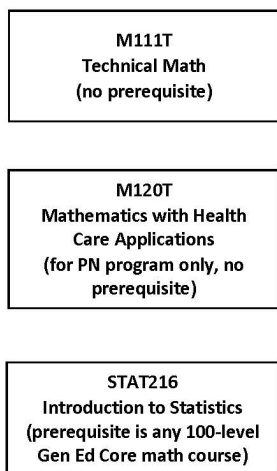 M111T
Technical Math
(no prerequisite)
M120T
Mathematics with Health
Care Applications
(for PN program only, no
prerequisite)
STAT216
Introduction to Statistics
(prerequisite is any 100-level
Gen Ed Core math course)